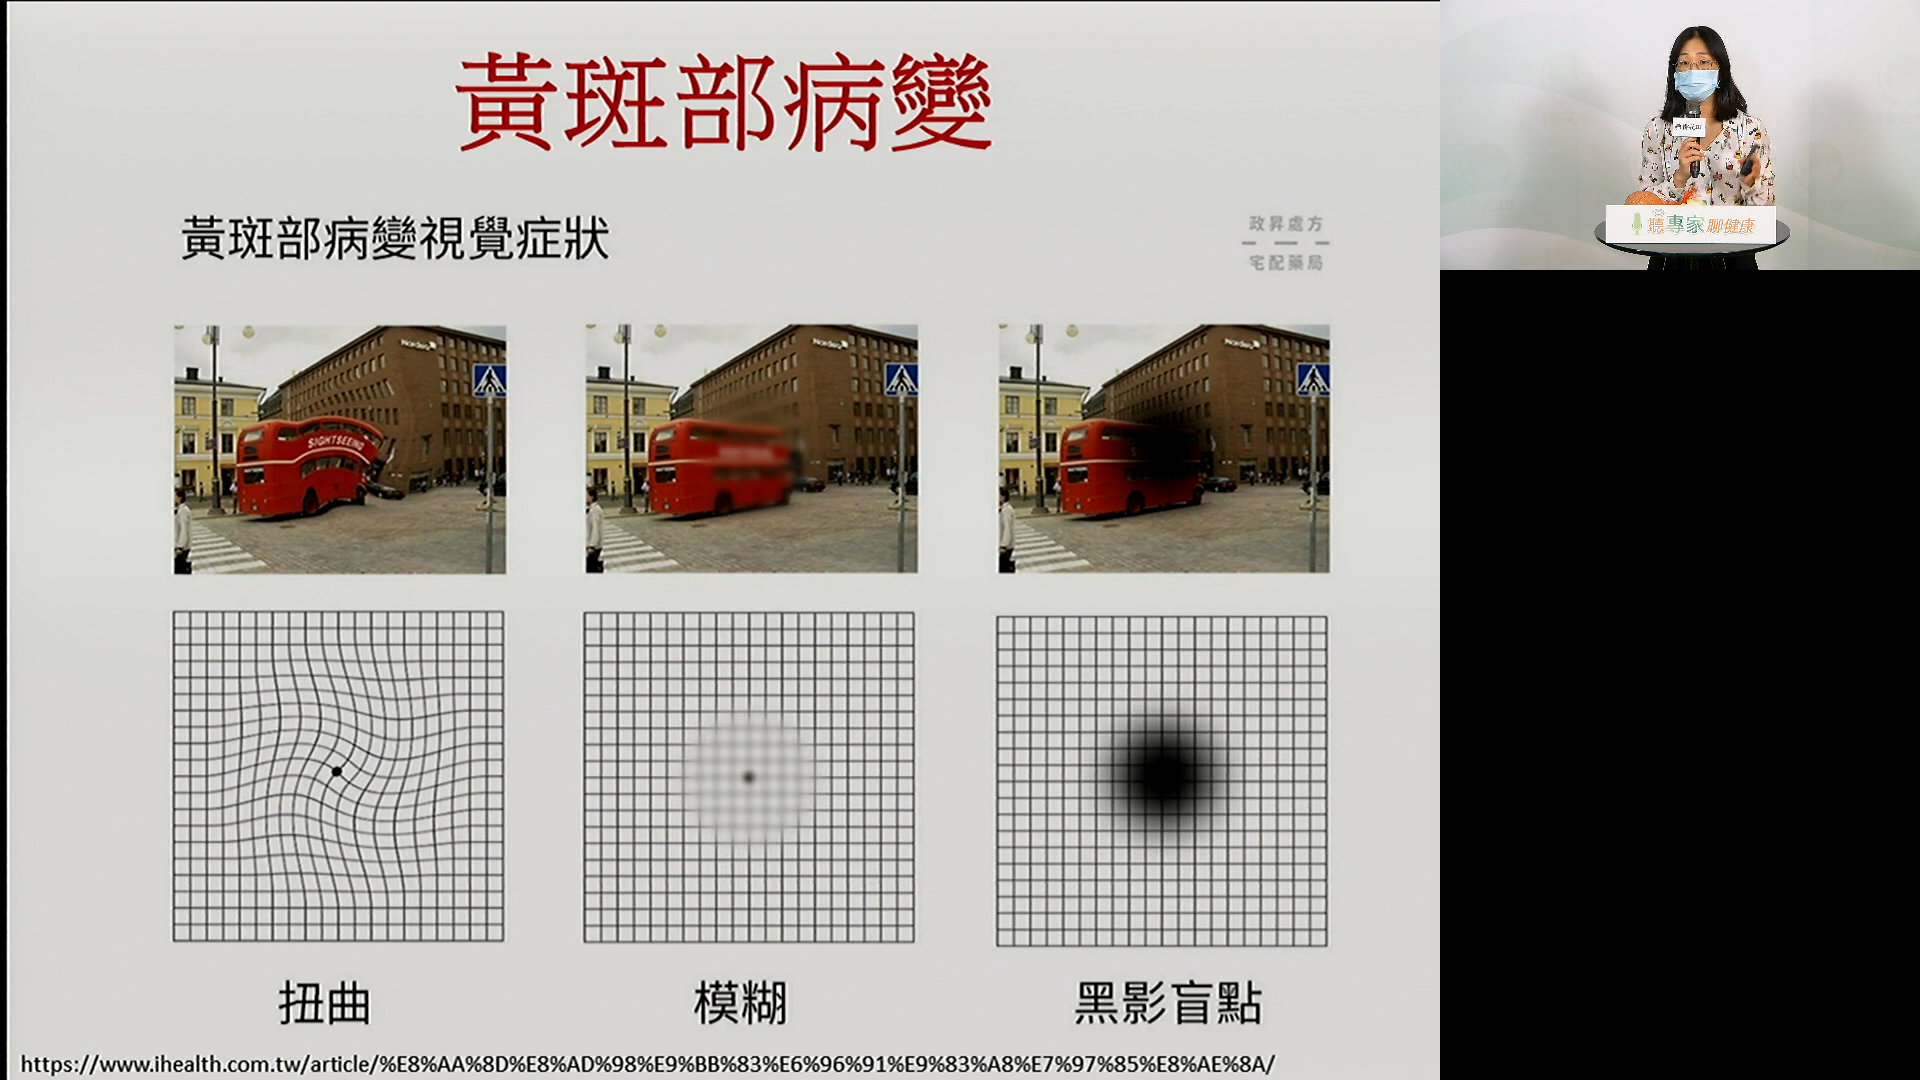 黃斑部病變
黃斑部病變視覺症狀
政昇處方
宅配藥局
Nordea
SIGHTSEEING
Nordea
Nordea
扭曲
模糊
黑影盲點
https://www.ihealth.com.tw/article/%E8%AA%8D%E8%AD%98%E9%BB%83%E6%96%91%E9%83%A8%E7%97%85%E8%AE%8A/
聽專家聊健康